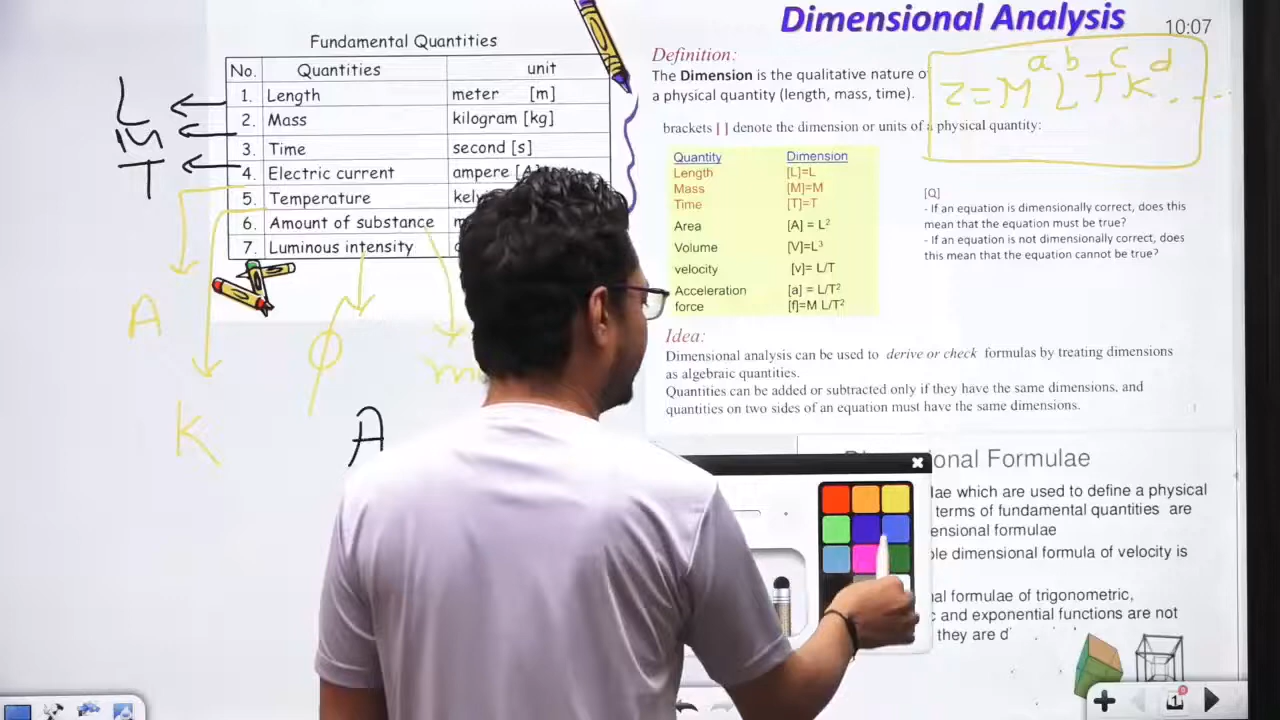 Dimensional Analysis
10:07
Fundamental Quantities
No. Quantities unit
1. Length meter [m]
2. Mass kilogram [kg]
3. Time second [s]
4. Electric current ampere [A]
5. Temperature
6. Amount of substance
7. Luminous intensity
L
M
T
A
K
ϕ
A
Definition:
The Dimension is the qualitative nature of
a physical quantity (length, mass, time).
z = M^a L^b T^c K^d .....
brackets [ ] denote the dimension or units of a physical quantity:
Quantity Dimension
Length [L]=L
Mass [M]=M
Time [T]=T
Area [A] = L²
Volume [V]=L³
velocity [v]= L/T
Acceleration [a] = L/T²
force [f]=M L/T²
[Q]
- If an equation is dimensionally correct, does this
mean that the equation must be true?
- If an equation is not dimensionally correct, does
this mean that the equation cannot be true?
Idea:
Dimensional analysis can be used to derive or check formulas by treating dimensions
as algebraic quantities.
Quantities can be added or subtracted only if they have the same dimensions, and
quantities on two sides of an equation must have the same dimensions.
Formulae
which are used to define a physical
terms of fundamental quantities are
formulae
dimensional formula of velocity is
formulae of trigonometric,
and exponential functions are not
they are
1